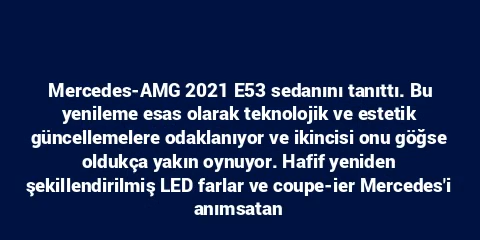 Mercedes-AMG 2021 E53 sedanını tanıttı. Bu
yenileme esas olarak teknolojik ve estetik
güncellemelere odaklanıyor ve ikincisi onu göğse
oldukça yakın oynuyor. Hafif yeniden
şekillendirilmiş LED farlar ve coupe-ier Mercedes'i
anımsatan